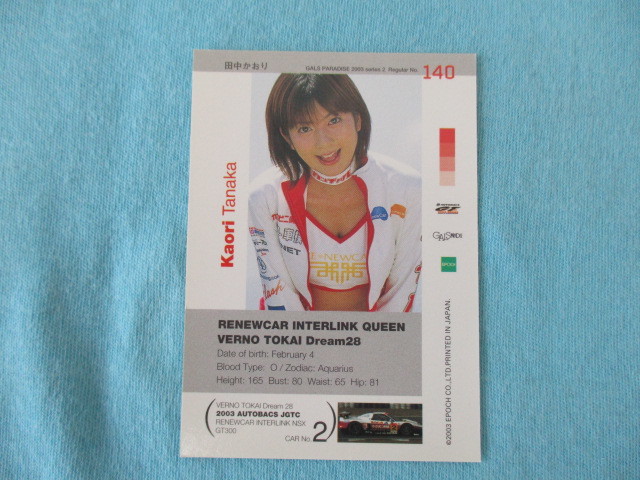 田中かおり
GALS PARADISE 2003 series 2 Regular No. 140
Kaori Tanaka
NET
RENEWCAR INTERLINK QUEEN
VERNO TOKAI Dream28
Date of birth: February 4
Blood Type: O / Zodiac: Aquarius
Height: 165 Bust: 80 Waist: 65 Hip: 81
VERNO TOKAI Dream 28
2003 AUTOBACS JGTC
RENEWCAR INTERLINK NSX
GT300
CAR No. 2
GT
EPOCH
©2003 EPOCH CO.,LTD.PRINTED IN JAPAN.